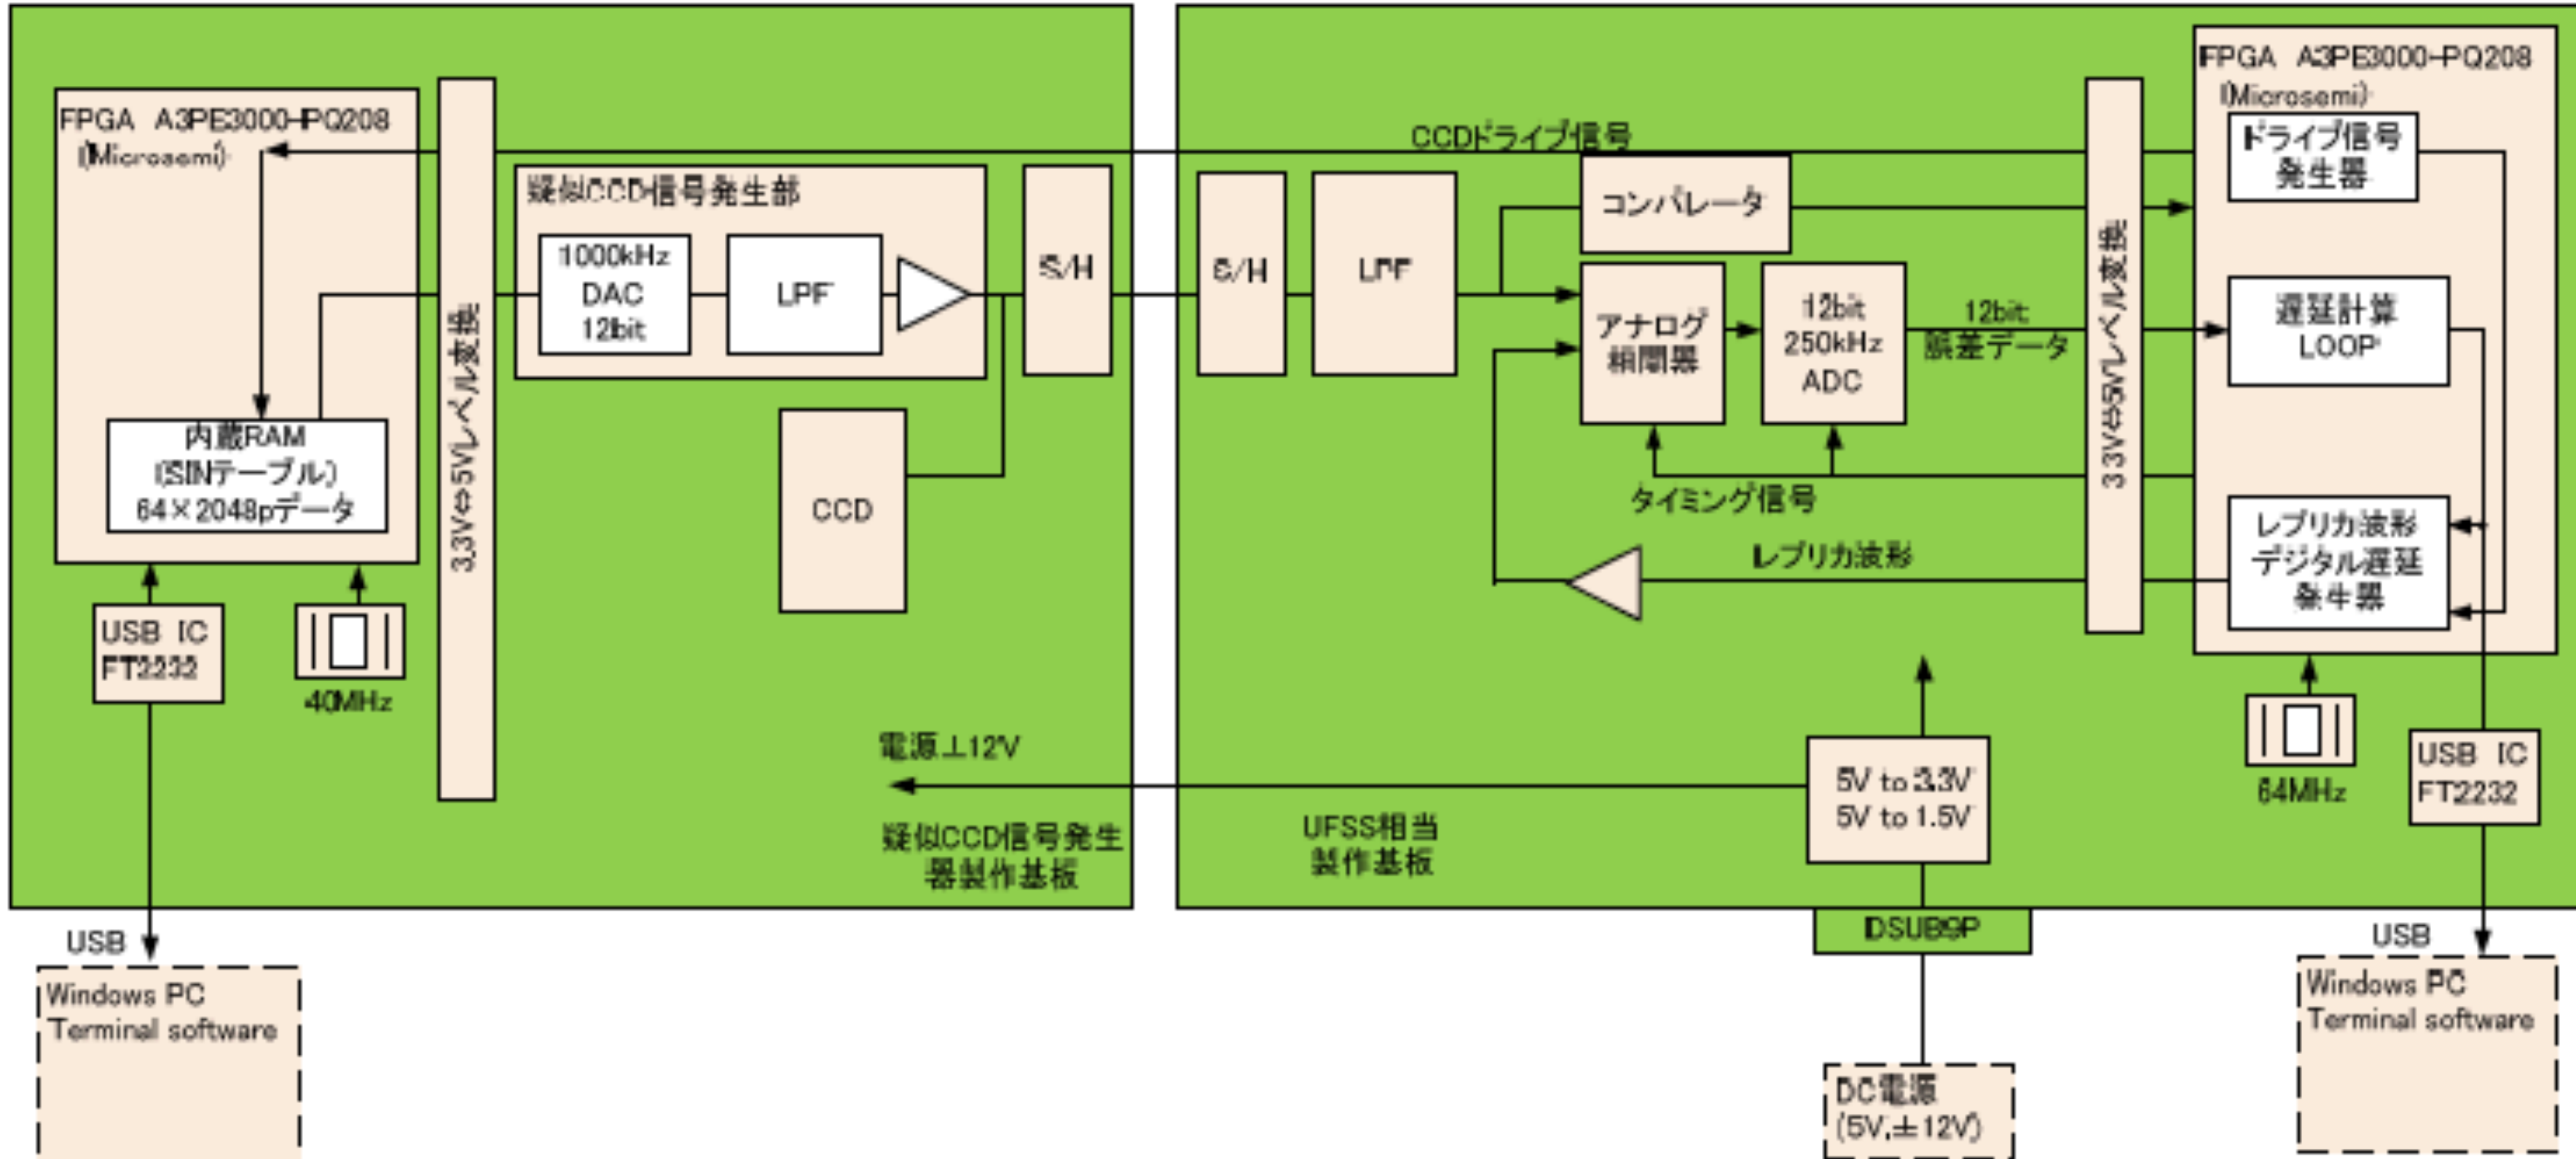 FPGA A3PE3000-PQ208
(Microsemi)
内蔵RAM
(SINテーブル)
64×2048pデータ
USB IC
FT2232
40MHz
3.3V⇔5Vレベル変換
疑似CCD信号発生部
1000kHz
DAC
12bit
LPF
S/H
CCD
電源±12V
疑似CCD信号発生
器製作基板
USB
Windows PC
Terminal software
CCDドライブ信号
S/H
LPF
コンパレータ
アナログ
相関器
12bit
250kHz
ADC
12bit
誤差データ
タイミング信号
レプリカ波形
3.3V⇔5Vレベル変換
FPGA A3PE3000-PQ208
(Microsemi)
ドライブ信号
発生器
遅延計算
LOOP
レプリカ波形
デジタル遅延
発生器
64MHz
USB IC
FT2232
5V to 3.3V
5V to 1.5V
UFSS相当
製作基板
DSUB9P
DC電源
(5V,±12V)
USB
Windows PC
Terminal software